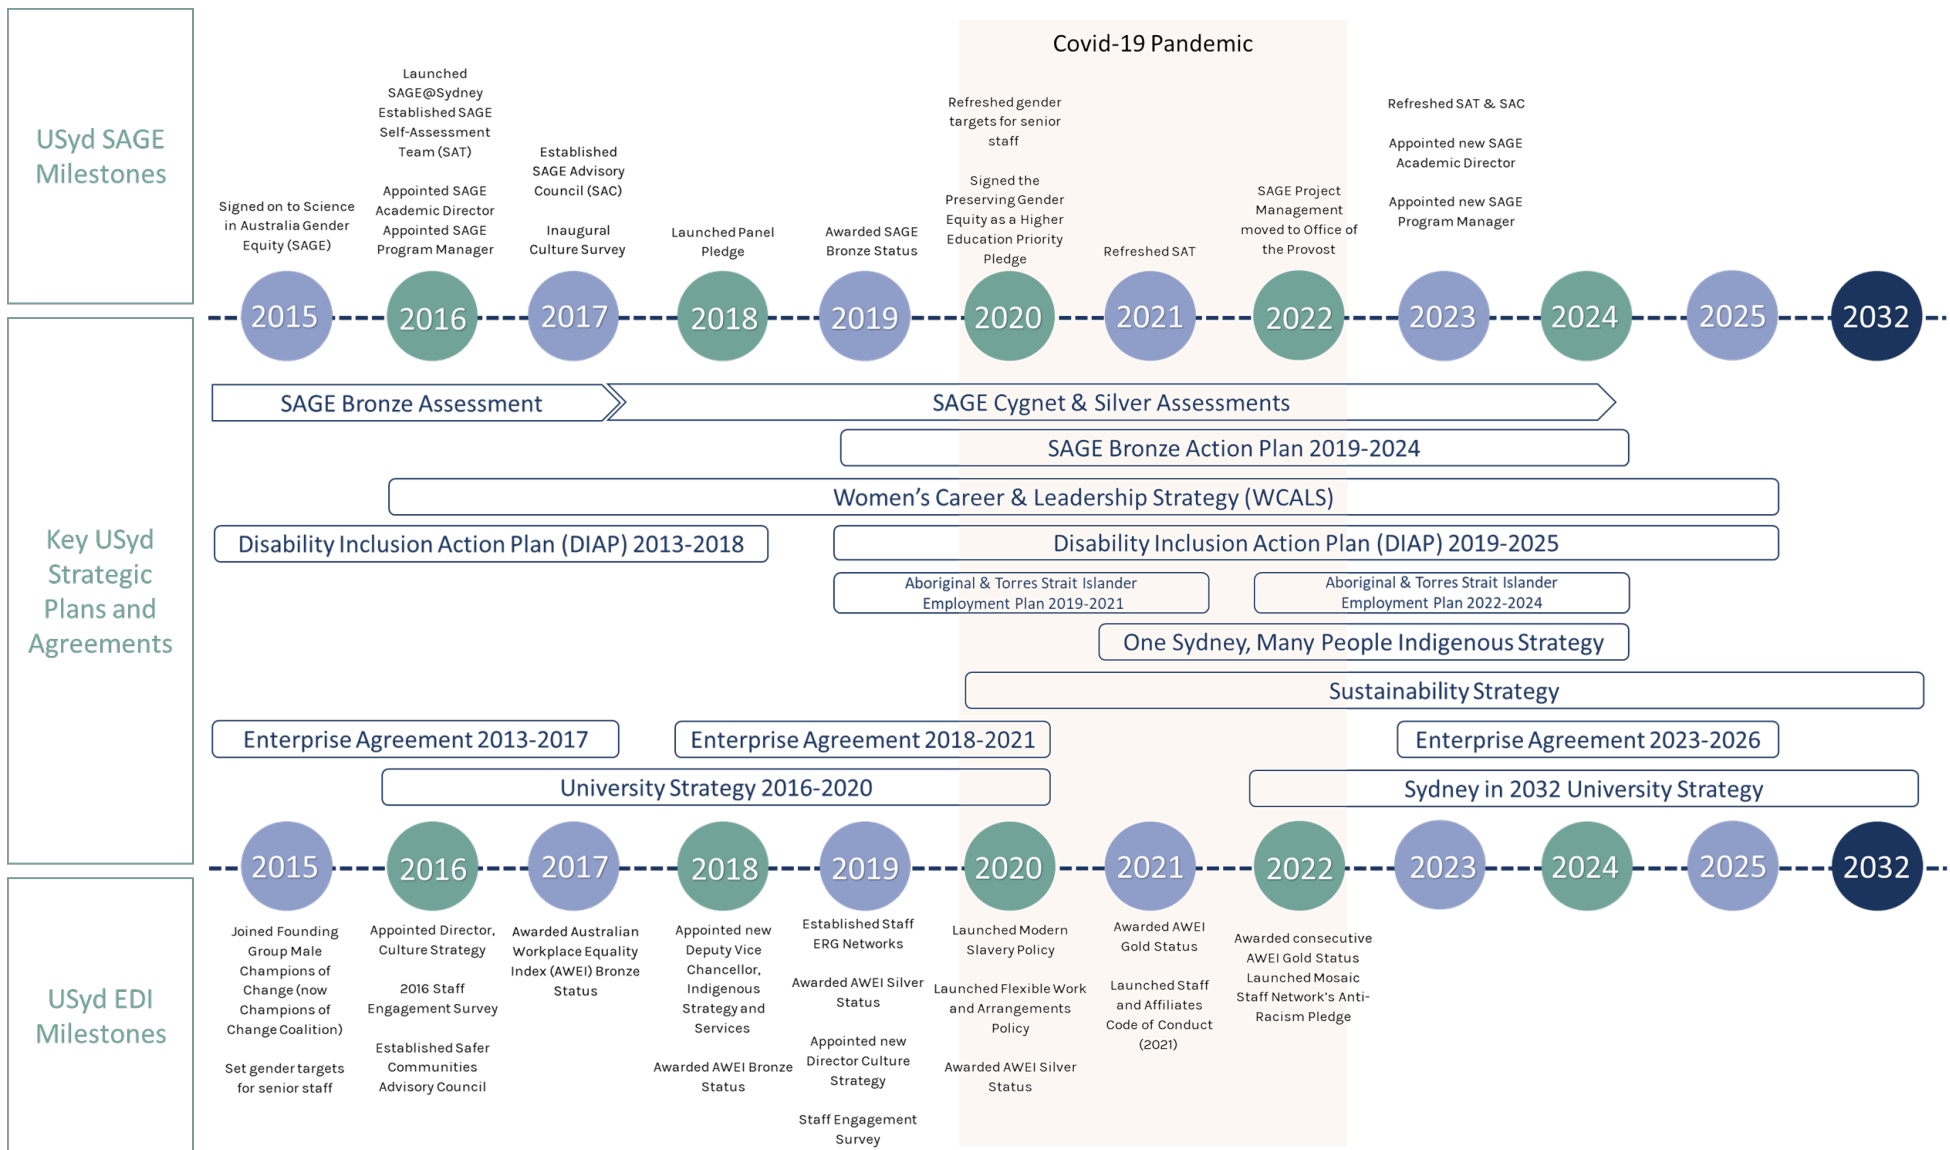 USyd SAGE
Milestones
Covid-19 Pandemic
Signed on to Science
in Australia Gender
Equity (SAGE)
Launched
SAGE@Sydney
Established SAGE
Self-Assessment
Team (SAT)
Appointed SAGE
Academic Director
Appointed SAGE
Program Manager
Established
SAGE Advisory
Council (SAC)
Inaugural
Culture Survey
Launched Panel
Pledge
Awarded SAGE
Bronze Status
Refreshed gender
targets for senior
staff
Signed the
Preserving Gender
Equity as a Higher
Education Priority
Pledge
Refreshed SAT
SAGE Project
Management
moved to Office of
the Provost
Refreshed SAT & SAC
Appointed new SAGE
Academic Director
Appointed new SAGE
Program Manager
2015
2016
2017
2018
2019
2020
2021
2022
2023
2024
2025
2032
Key USyd
Strategic
Plans and
Agreements
SAGE Bronze Assessment
SAGE Cygnet & Silver Assessments
SAGE Bronze Action Plan 2019-2024
Women's Career & Leadership Strategy (WCALS)
Disability Inclusion Action Plan (DIAP) 2013-2018
Disability Inclusion Action Plan (DIAP) 2019-2025
Aboriginal & Torres Strait Islander
Employment Plan 2019-2021
Aboriginal & Torres Strait Islander
Employment Plan 2022-2024
One Sydney, Many People Indigenous Strategy
Sustainability Strategy
Enterprise Agreement 2013-2017
Enterprise Agreement 2018-2021
Enterprise Agreement 2023-2026
University Strategy 2016-2020
Sydney in 2032 University Strategy
2015
2016
2017
2018
2019
2020
2021
2022
2023
2024
2025
2032
USyd EDI
Milestones
Joined Founding
Group Male
Champions of
Change (now
Champions of
Change Coalition)
Set gender targets
for senior staff
Appointed Director,
Culture Strategy
2016 Staff
Engagement Survey
Established Safer
Communities
Advisory Council
Awarded Australian
Workplace Equality
Index (AWEI) Bronze
Status
Appointed new
Deputy Vice
Chancellor,
Indigenous
Strategy and
Services
Awarded AWEI Bronze
Status
Established Staff
ERG Networks
Awarded AWEI Silver
Status
Appointed new
Director Culture
Strategy
Staff Engagement
Survey
Launched Modern
Slavery Policy
Launched Flexible Work
and Arrangements
Policy
Awarded AWEI Silver
Status
Awarded AWEI
Gold Status
Launched Staff
and Affiliates
Code of Conduct
(2021)
Awarded consecutive
AWEI Gold Status
Launched Mosaic
Staff Network's Anti-
Racism Pledge